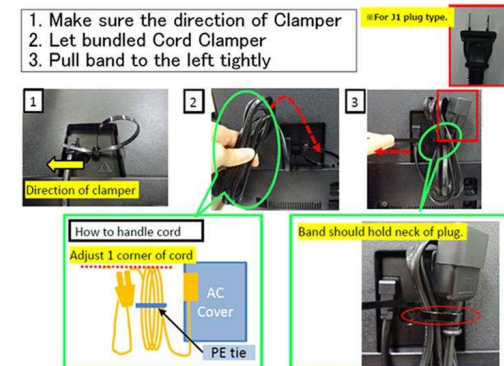 1. Make sure the direction of Clamper
2. Let bundled Cord Clamper
3. Pull band to the left tightly
※For J1 plug type.
1
2
3
Direction of clamper
How to handle cord
Adjust 1 corner of cord
AC
Cover
PE tie
Band should hold neck of plug.